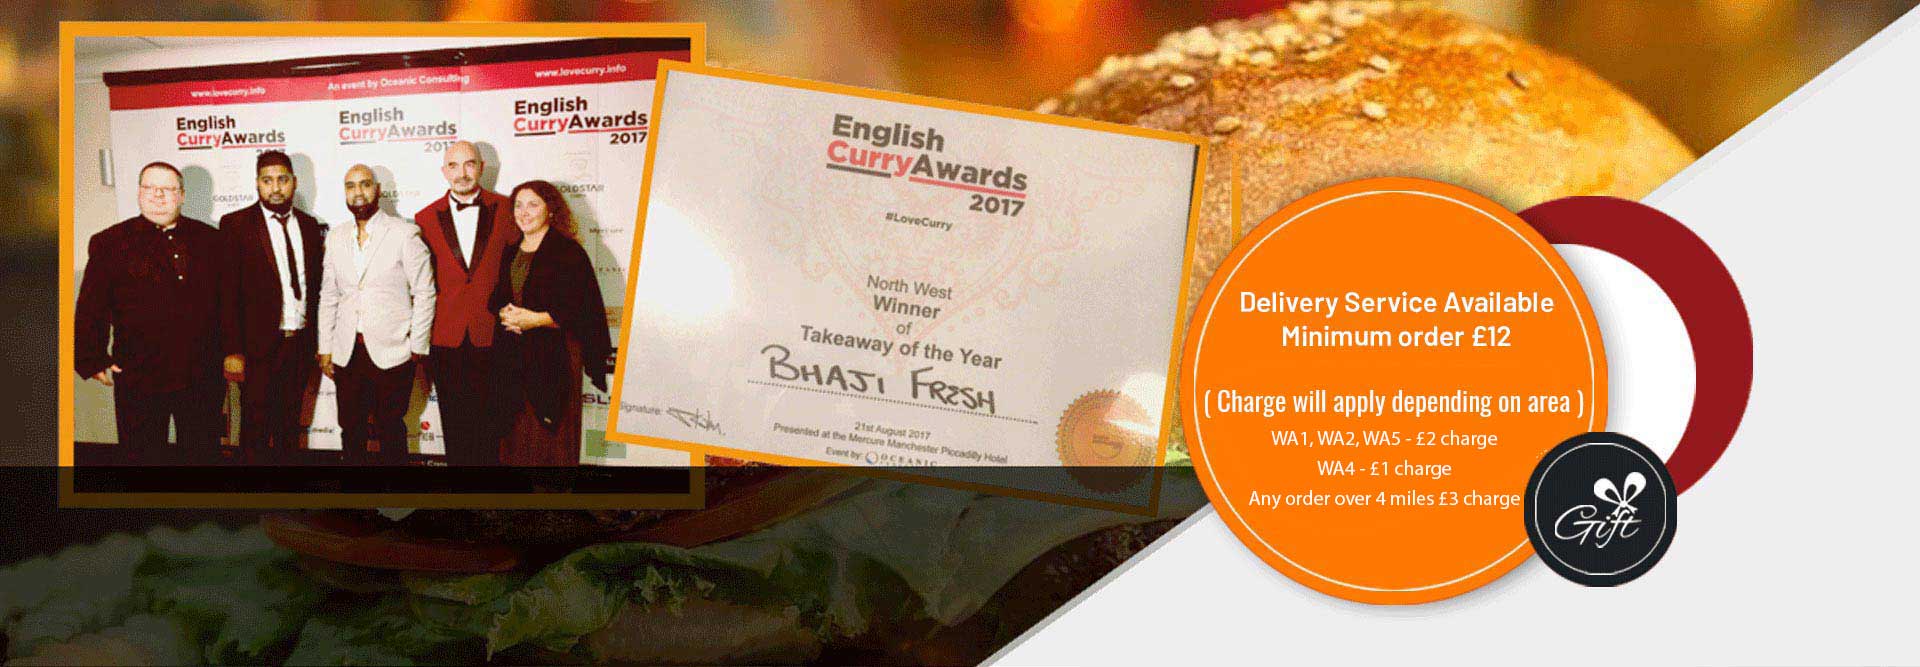 www.lovecurry.info
An event by Oceanic Consulting
www.lovecurry.info
English
CurryAwards
2017
English
CurryAwards
2017
English
CurryAwards
2017
GOLDSTAR
GOLDSTAR
English
CurryAwards
2017
#LoveCurry
North West
Winner
of
Takeaway of the Year
BHAJI FRESH
Signature:
21st August 2017
Presented at the Mercure Manchester Piccadilly Hotel
Event by: OCEANIC
Delivery Service Available
Minimum order £12
( Charge will apply depending on area )
WA1, WA2, WA5 - £2 charge
WA4 - £1 charge
Any order over 4 miles £3 charge
Gift